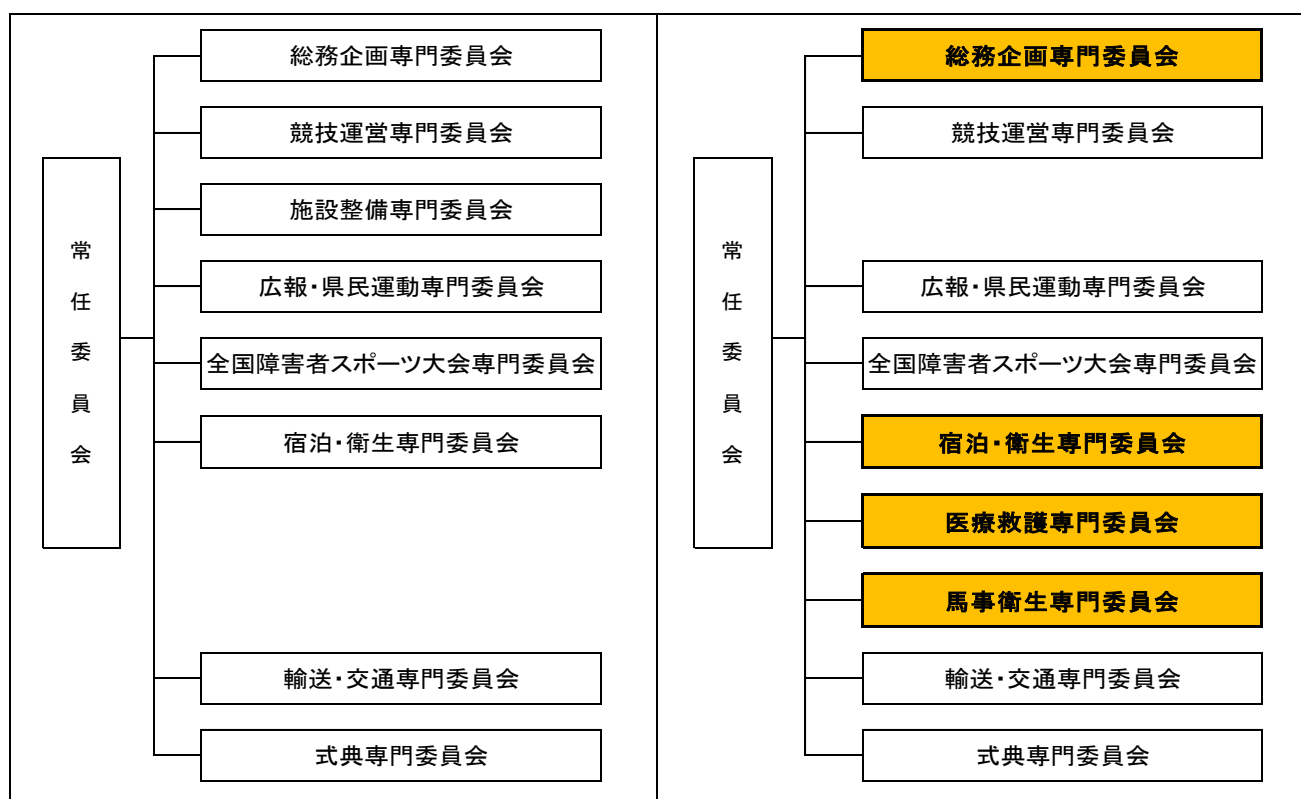 総務企画専門委員会
競技運営専門委員会
施設整備専門委員会
広報・県民運動専門委員会
全国障害者スポーツ大会専門委員会
宿泊・衛生専門委員会
輸送・交通専門委員会
式典専門委員会
常任委員会
総務企画専門委員会
競技運営専門委員会
広報・県民運動専門委員会
全国障害者スポーツ大会専門委員会
宿泊・衛生専門委員会
医療救護専門委員会
馬事衛生専門委員会
輸送・交通専門委員会
式典専門委員会
常任委員会